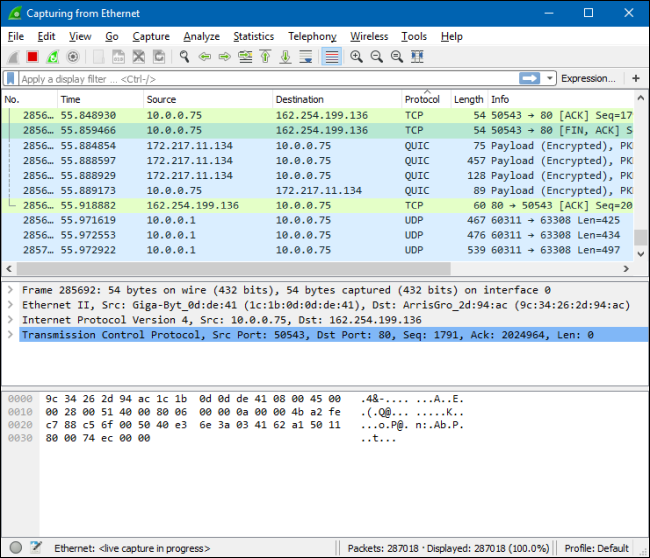 Capturing from Ethernet
File Edit View Go Capture Analyze Statistics Telephony Wireless Tools Help
Apply a display filter ... <Ctrl-/> Expression... +
No. Time Source Destination Protocol Length Info
2856... 55.848930 10.0.0.75 162.254.199.136 TCP 54 50543 → 80 [ACK] Seq=17
2856... 55.859466 10.0.0.75 162.254.199.136 TCP 54 50543 → 80 [FIN, ACK] S
2856... 55.884854 172.217.11.134 10.0.0.75 QUIC 75 Payload (Encrypted), PK
2856... 55.888597 172.217.11.134 10.0.0.75 QUIC 457 Payload (Encrypted), PK
2856... 55.888929 172.217.11.134 10.0.0.75 QUIC 128 Payload (Encrypted), PK
2856... 55.889173 10.0.0.75 172.217.11.134 QUIC 89 Payload (Encrypted), PK
2856... 55.918882 162.254.199.136 10.0.0.75 TCP 60 80 → 50543 [ACK] Seq=20
2856... 55.971619 10.0.0.1 10.0.0.75 UDP 467 60311 → 63308 Len=425
2856... 55.972553 10.0.0.1 10.0.0.75 UDP 476 60311 → 63308 Len=434
2857... 55.972922 10.0.0.1 10.0.0.75 UDP 539 60311 → 63308 Len=497
Frame 285692: 54 bytes on wire (432 bits), 54 bytes captured (432 bits) on interface 0
Ethernet II, Src: Giga-Byt_0d:de:41 (1c:1b:0d:0d:de:41), Dst: ArrisGro_2d:94:ac (9c:34:26:2d:94:ac)
Internet Protocol Version 4, Src: 10.0.0.75, Dst: 162.254.199.136
Transmission Control Protocol, Src Port: 50543, Dst Port: 80, Seq: 1791, Ack: 2024964, Len: 0
0000 9c 34 26 2d 94 ac 1c 1b 0d 0d de 41 08 00 45 00 .4&-.... ...A..E.
0010 00 28 00 51 40 00 80 06 00 00 0a 00 00 4b a2 fe .(.Q@... .....K..
0020 c7 88 c5 6f 00 50 40 e3 6e 3a 03 41 62 a1 50 11 ...o.P@. n:.Ab.P.
0030 80 00 74 ec 00 00 ..t...
Ethernet: <live capture in progress> Packets: 287018 · Displayed: 287018 (100.0%) Profile: Default